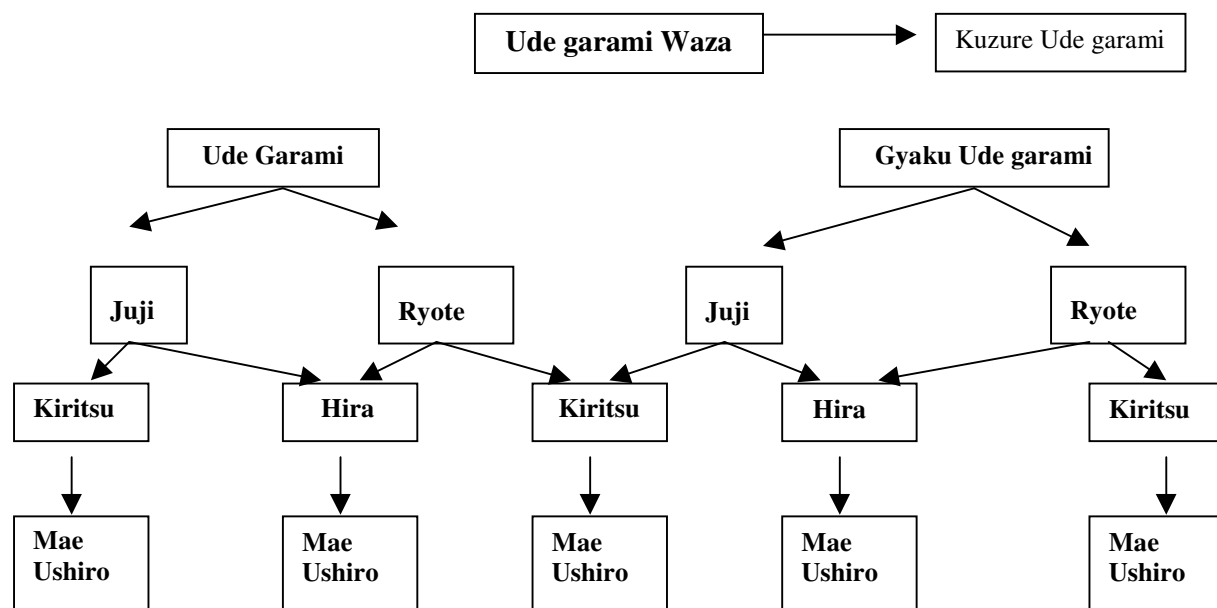 Ude garami Waza
Kuzure Ude garami
Ude Garami
Gyaku Ude garami
Juji
Ryote
Juji
Ryote
Kiritsu
Hira
Kiritsu
Hira
Kiritsu
Mae
Ushiro
Mae
Ushiro
Mae
Ushiro
Mae
Ushiro
Mae
Ushiro